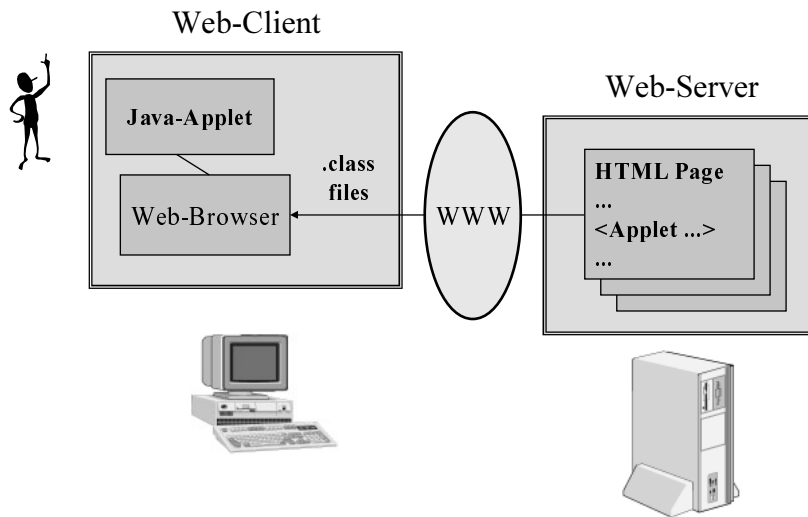 Web-Client
Java-Applet
Web-Browser
.class
files
WWW
Web-Server
HTML Page
...
<Applet ...>
...